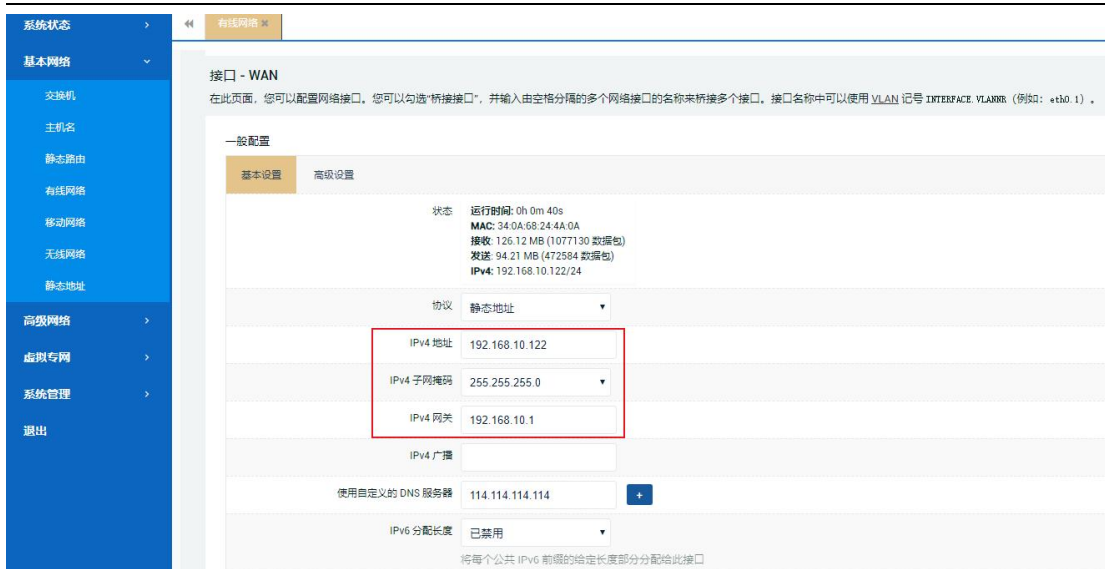 系统状态
基本网络
交换机
主机名
静态路由
有线网络
移动网络
无线网络
静态地址
高级网络
虚拟专网
系统管理
退出
有线网络
接口 - WAN
在此页面，您可以配置网络接口。您可以勾选“桥接接口”，并输入由空格分隔的多个网络接口的名称来桥接多个接口。接口名称中可以使用 VLAN 记号 INTERFACE.VLANNR（例如：eth0.1）。
一般配置
基本设置 高级设置
状态 运行时间: 0h 0m 40s
MAC: 34:0A:68:24:4A:0A
接收: 126.12 MB (1077130 数据包)
发送: 94.21 MB (472584 数据包)
IPv4: 192.168.10.122/24
协议 静态地址
IPv4 地址 192.168.10.122
IPv4 子网掩码 255.255.255.0
IPv4 网关 192.168.10.1
IPv4 广播
使用自定义的 DNS 服务器 114.114.114.114 +
IPv6 分配长度 已禁用
将每个公共 IPv6 前缀的给定长度部分分配给此接口